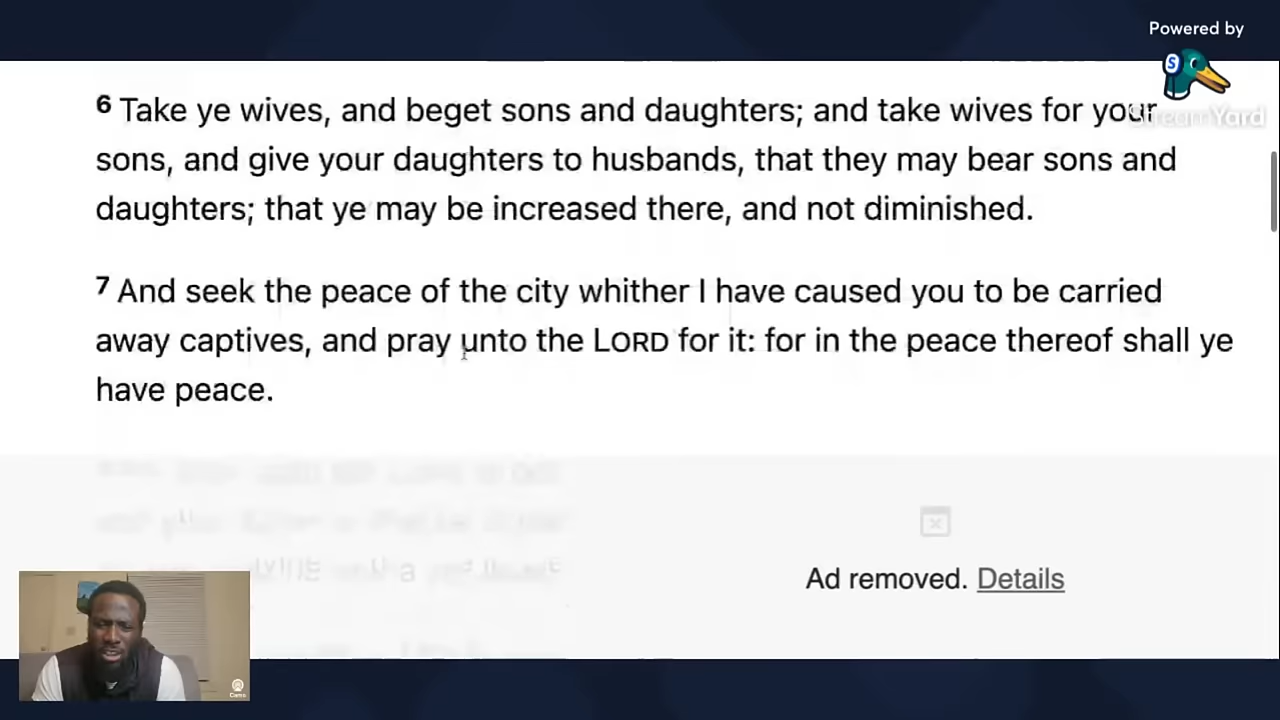 Powered by
StreamYard
6 Take ye wives, and beget sons and daughters; and take wives for your
sons, and give your daughters to husbands, that they may bear sons and
daughters; that ye may be increased there, and not diminished.
7 And seek the peace of the city whither I have caused you to be carried
away captives, and pray unto the LORD for it: for in the peace thereof shall ye
have peace.
Ad removed. Details